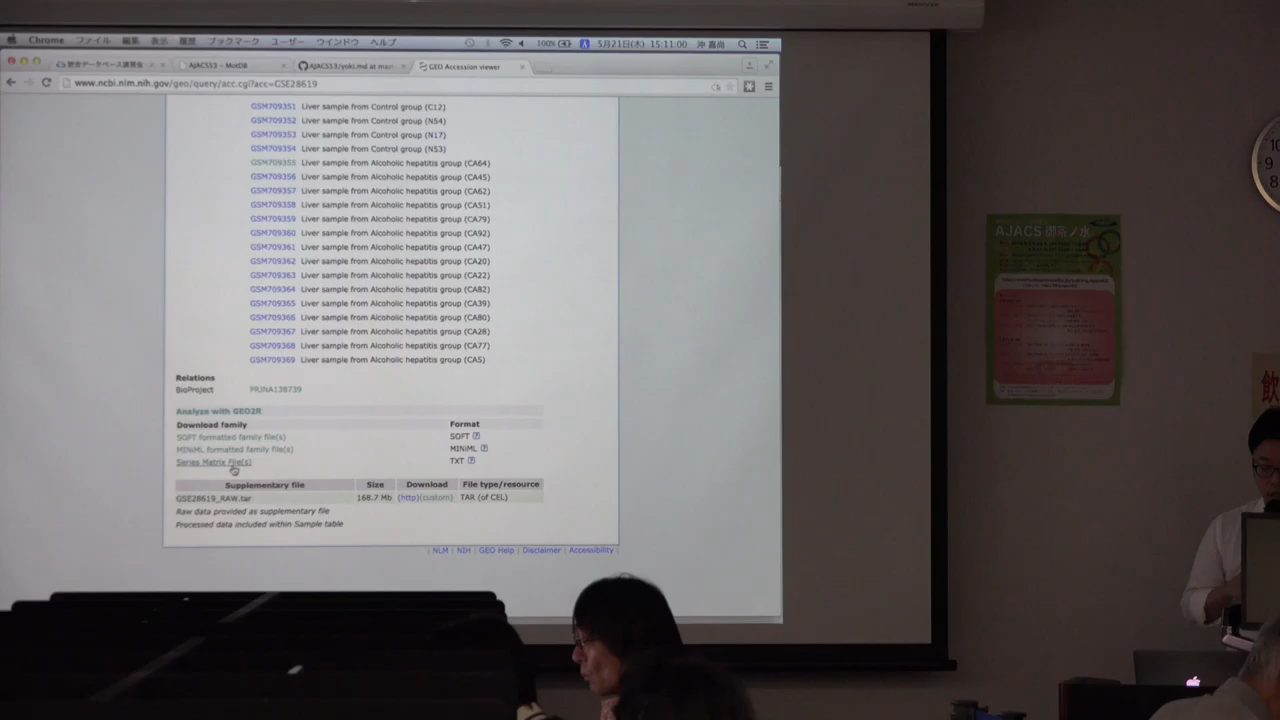 Chrome ファイル 編集 表示 履歴 ブックマーク ユーザー ウインドウ ヘルプ 100% A 5月21日(木) 15:11:00 沖 嘉尚
AJACS53 – MotDB
AJACS53/yuki.md at mas
GEO Accession viewer
www.ncbi.nlm.nih.gov/geo/query/acc.cgi?acc=GSE28619
GSM709351 Liver sample from Control group (C12)
GSM709352 Liver sample from Control group (N54)
GSM709353 Liver sample from Control group (N17)
GSM709354 Liver sample from Control group (N53)
GSM709355 Liver sample from Alcoholic hepatitis group (CA64)
GSM709356 Liver sample from Alcoholic hepatitis group (CA45)
GSM709357 Liver sample from Alcoholic hepatitis group (CA62)
GSM709358 Liver sample from Alcoholic hepatitis group (CA51)
GSM709359 Liver sample from Alcoholic hepatitis group (CA79)
GSM709360 Liver sample from Alcoholic hepatitis group (CA92)
GSM709361 Liver sample from Alcoholic hepatitis group (CA47)
GSM709362 Liver sample from Alcoholic hepatitis group (CA20)
GSM709363 Liver sample from Alcoholic hepatitis group (CA22)
GSM709364 Liver sample from Alcoholic hepatitis group (CA82)
GSM709365 Liver sample from Alcoholic hepatitis group (CA39)
GSM709366 Liver sample from Alcoholic hepatitis group (CA80)
GSM709367 Liver sample from Alcoholic hepatitis group (CA28)
GSM709368 Liver sample from Alcoholic hepatitis group (CA77)
GSM709369 Liver sample from Alcoholic hepatitis group (CA5)
Relations
BioProject PRJNA138739
Analyze with GEO2R
Download family Format
SOFT formatted family file(s) SOFT ?
MINiML formatted family file(s) MINiML ?
Series Matrix File(s) TXT ?
Supplementary file Size Download File type/resource
GSE28619_RAW.tar 168.7 Mb (http)(custom) TAR (of CEL)
Raw data provided as supplementary file
Processed data included within Sample table
| NLM | NIH | GEO Help | Disclaimer | Accessibility |
AJACS 御茶ノ水
10
9
8
飲